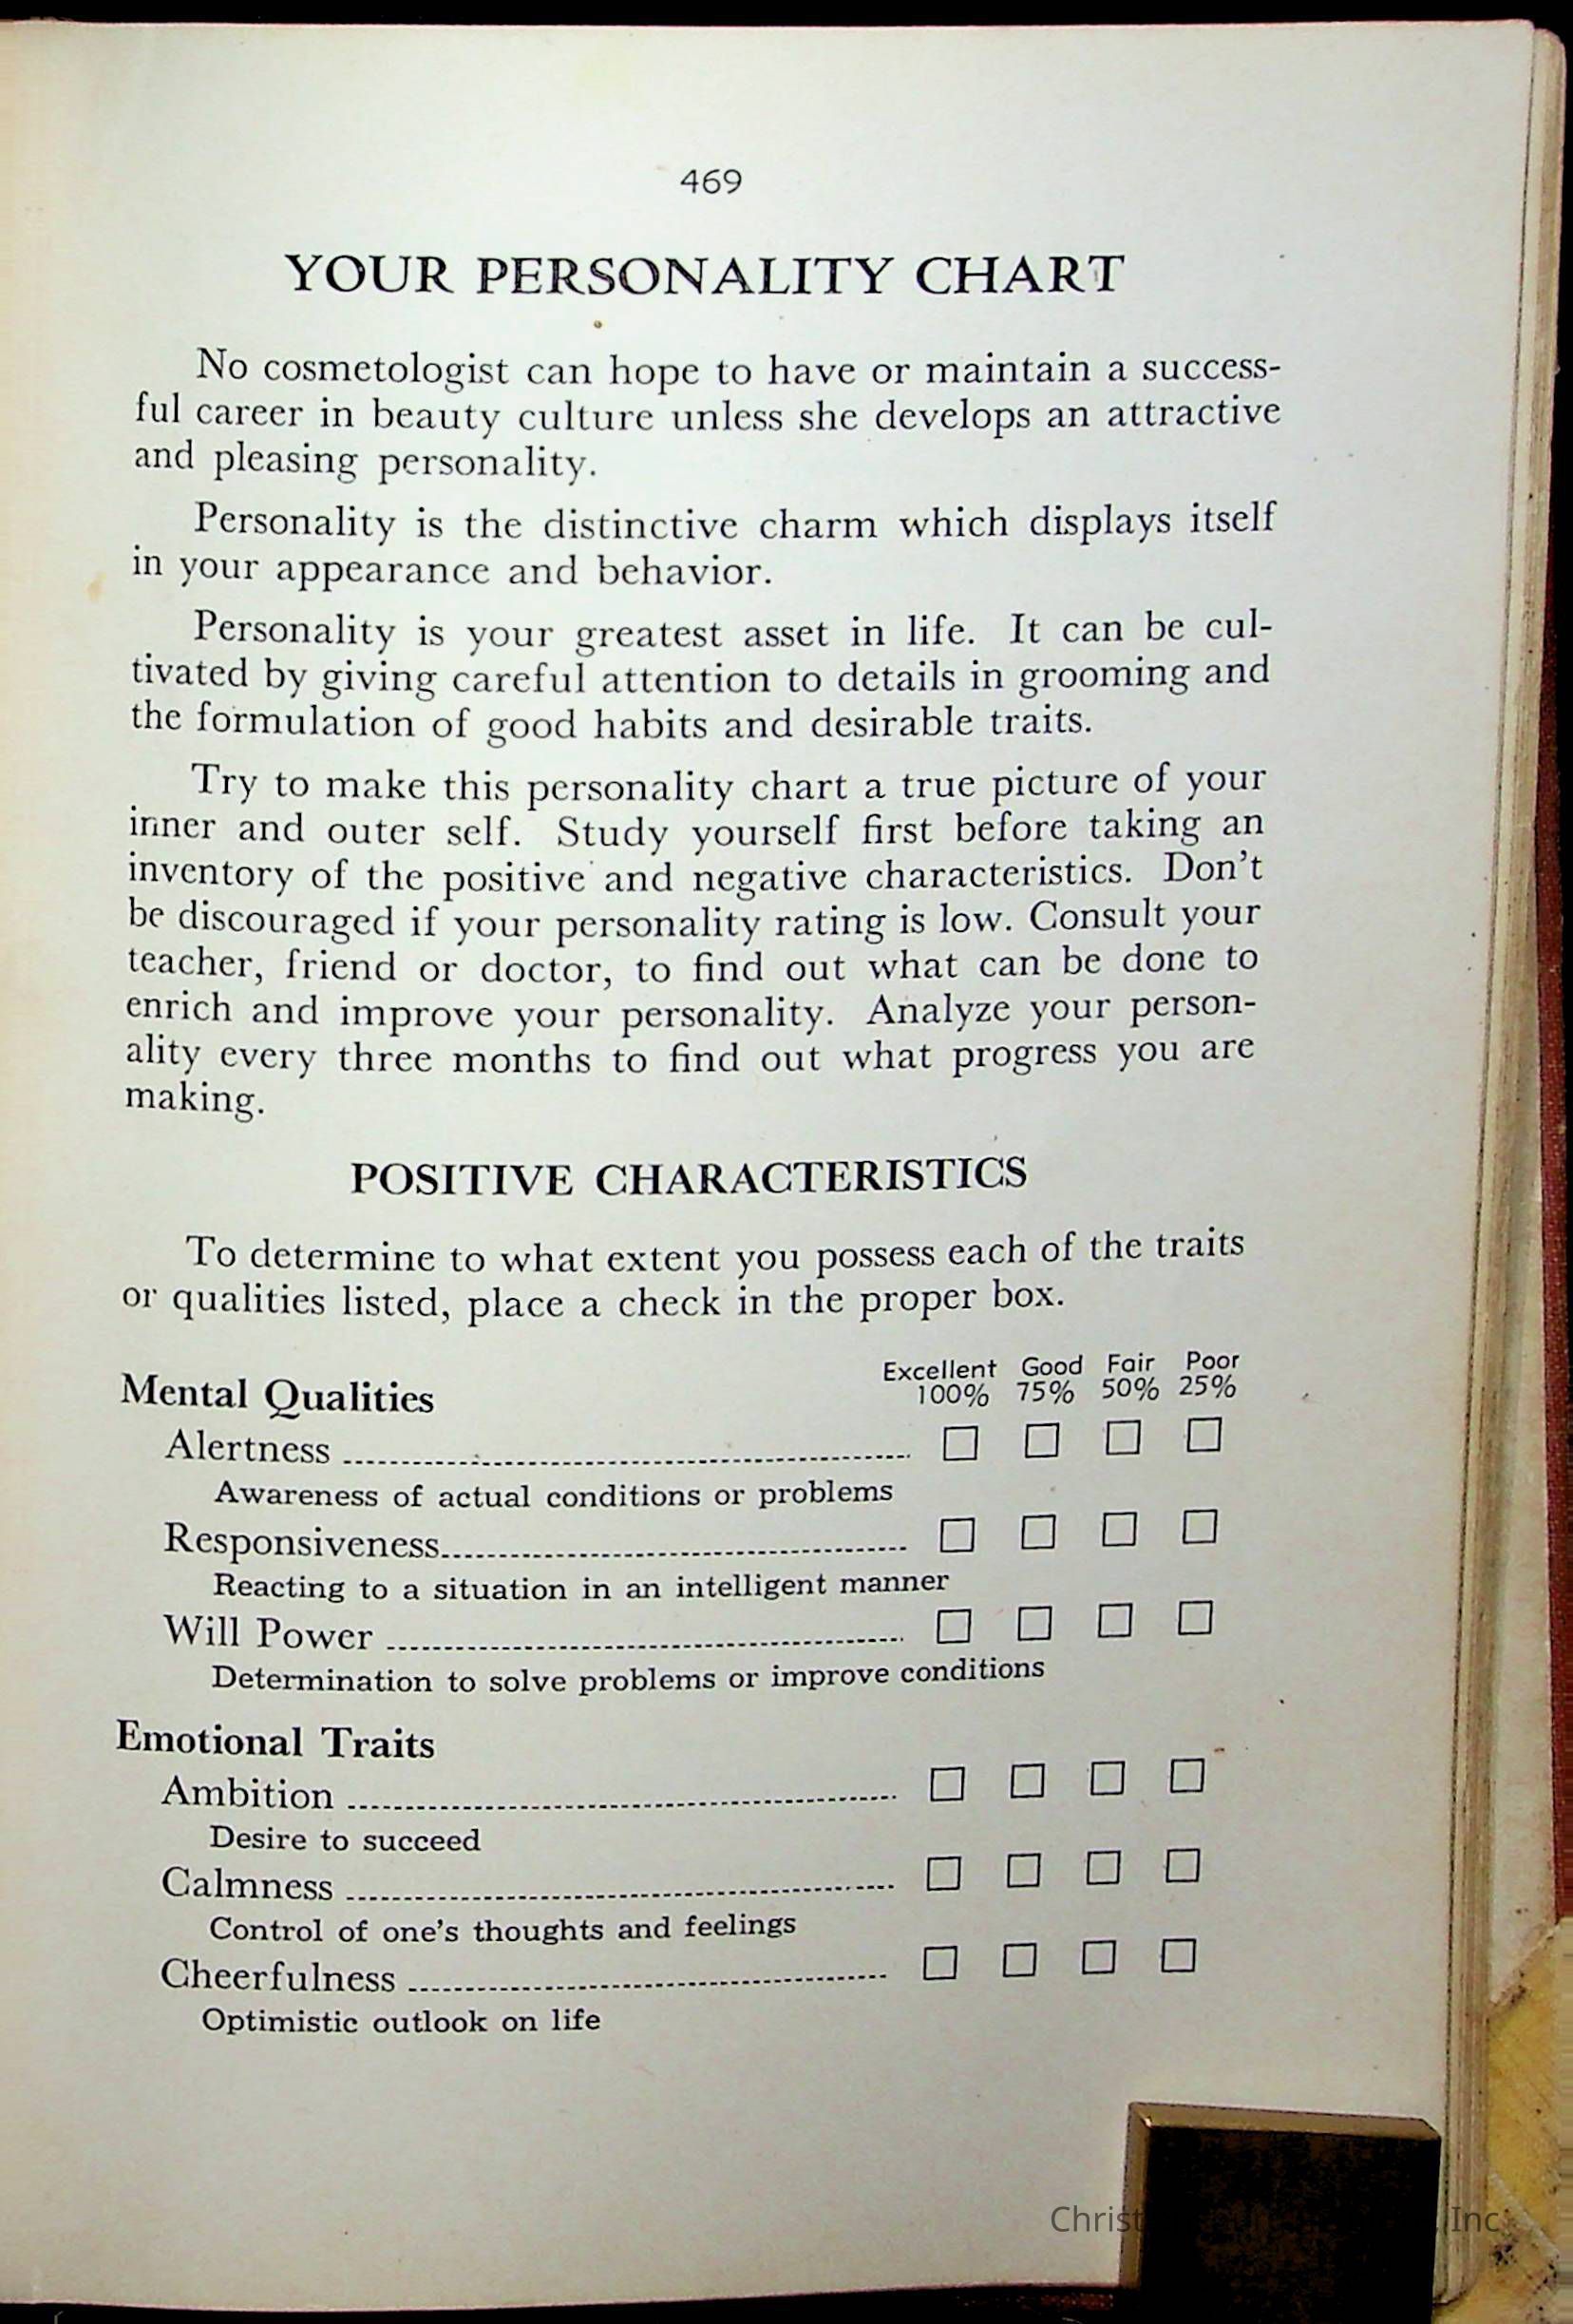 469
YOUR PERSONALITY CHART
No cosmetologist can hope to have or maintain a success-
ful career in beauty culture unless she develops an attractive
and pleasing personality.
Personality is the distinctive charm which displays itself
in your appearance and behavior.
Personality is your greatest asset in life. It can be cul-
tivated by giving careful attention to details in grooming and
the formulation of good habits and desirable traits.
Try to make this personality chart a true picture of your
inner and outer self. Study yourself first before taking an
inventory of the positive and negative characteristics. Don't
be discouraged if your personality rating is low. Consult your
teacher, friend or doctor, to find out what can be done to
enrich and improve your personality. Analyze your person-
ality every three months to find out what progress you are
making.
POSITIVE CHARACTERISTICS
To determine to what extent you possess each of the traits
or qualities listed, place a check in the proper box.
Excellent Good Fair Poor
Mental Qualities 100% 75% 50% 25%
Alertness ☐ ☐ ☐ ☐
Awareness of actual conditions or problems
Responsiveness ☐ ☐ ☐ ☐
Reacting to a situation in an intelligent manner
Will Power ☐ ☐ ☐ ☐
Determination to solve problems or improve conditions
Emotional Traits
Ambition ☐ ☐ ☐ ☐
Desire to succeed
Calmness ☐ ☐ ☐ ☐
Control of one's thoughts and feelings
Cheerfulness ☐ ☐ ☐ ☐
Optimistic outlook on life
Inc